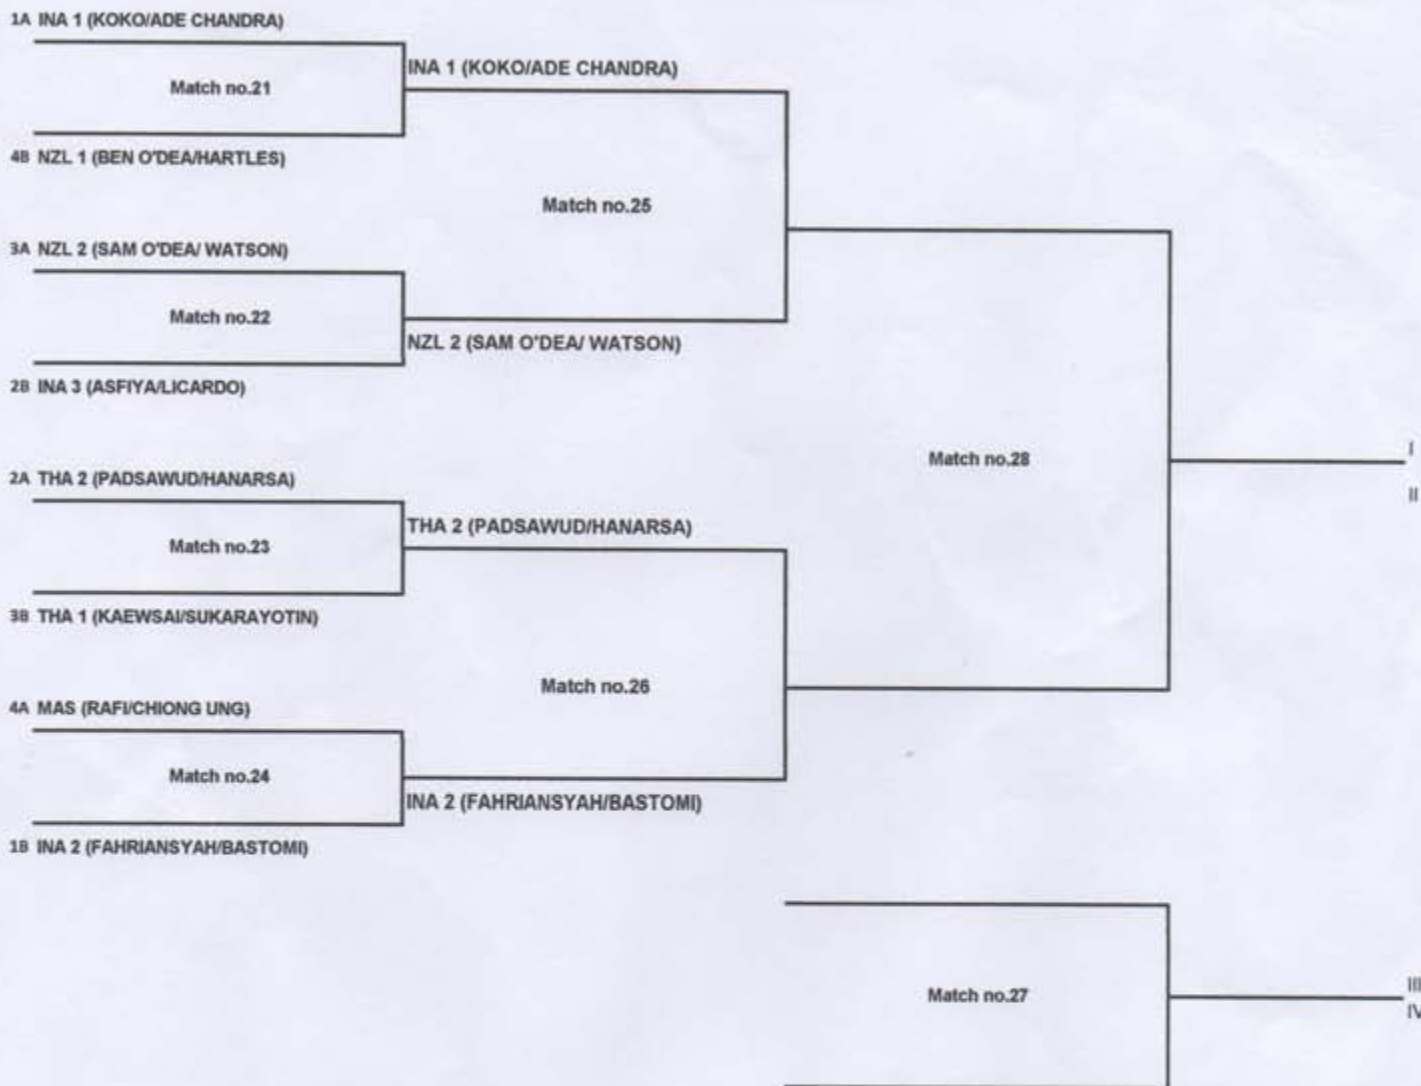 1A INA 1 (KOKO/ADE CHANDRA)
INA 1 (KOKO/ADE CHANDRA)
Match no.21
4B NZL 1 (BEN O'DEA/HARTLES)
Match no.25
3A NZL 2 (SAM O'DEA/ WATSON)
Match no.22
NZL 2 (SAM O'DEA/ WATSON)
2B INA 3 (ASFIYA/LICARDO)
Match no.28
I
2A THA 2 (PADSAWUD/HANARSA)
II
THA 2 (PADSAWUD/HANARSA)
Match no.23
3B THA 1 (KAEWSAI/SUKARAYOTIN)
Match no.26
4A MAS (RAFI/CHIONG UNG)
Match no.24
INA 2 (FAHRIANSYAH/BASTOMI)
1B INA 2 (FAHRIANSYAH/BASTOMI)
Match no.27
III
IV